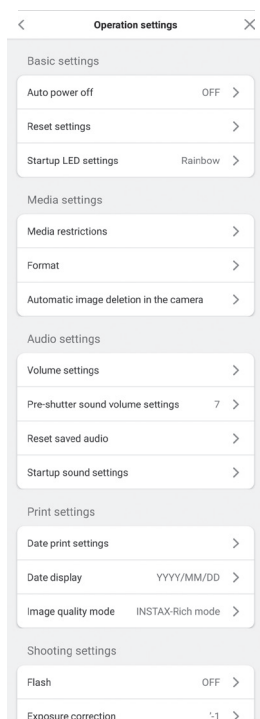 Operation settings
Basic settings
Auto power off OFF
Reset settings
Startup LED settings Rainbow
Media settings
Media restrictions
Format
Automatic image deletion in the camera
Audio settings
Volume settings
Pre-shutter sound volume settings 7
Reset saved audio
Startup sound settings
Print settings
Date print settings
Date display YYYY/MM/DD
Image quality mode INSTAX-Rich mode
Shooting settings
Flash OFF
Exposure correction '-1